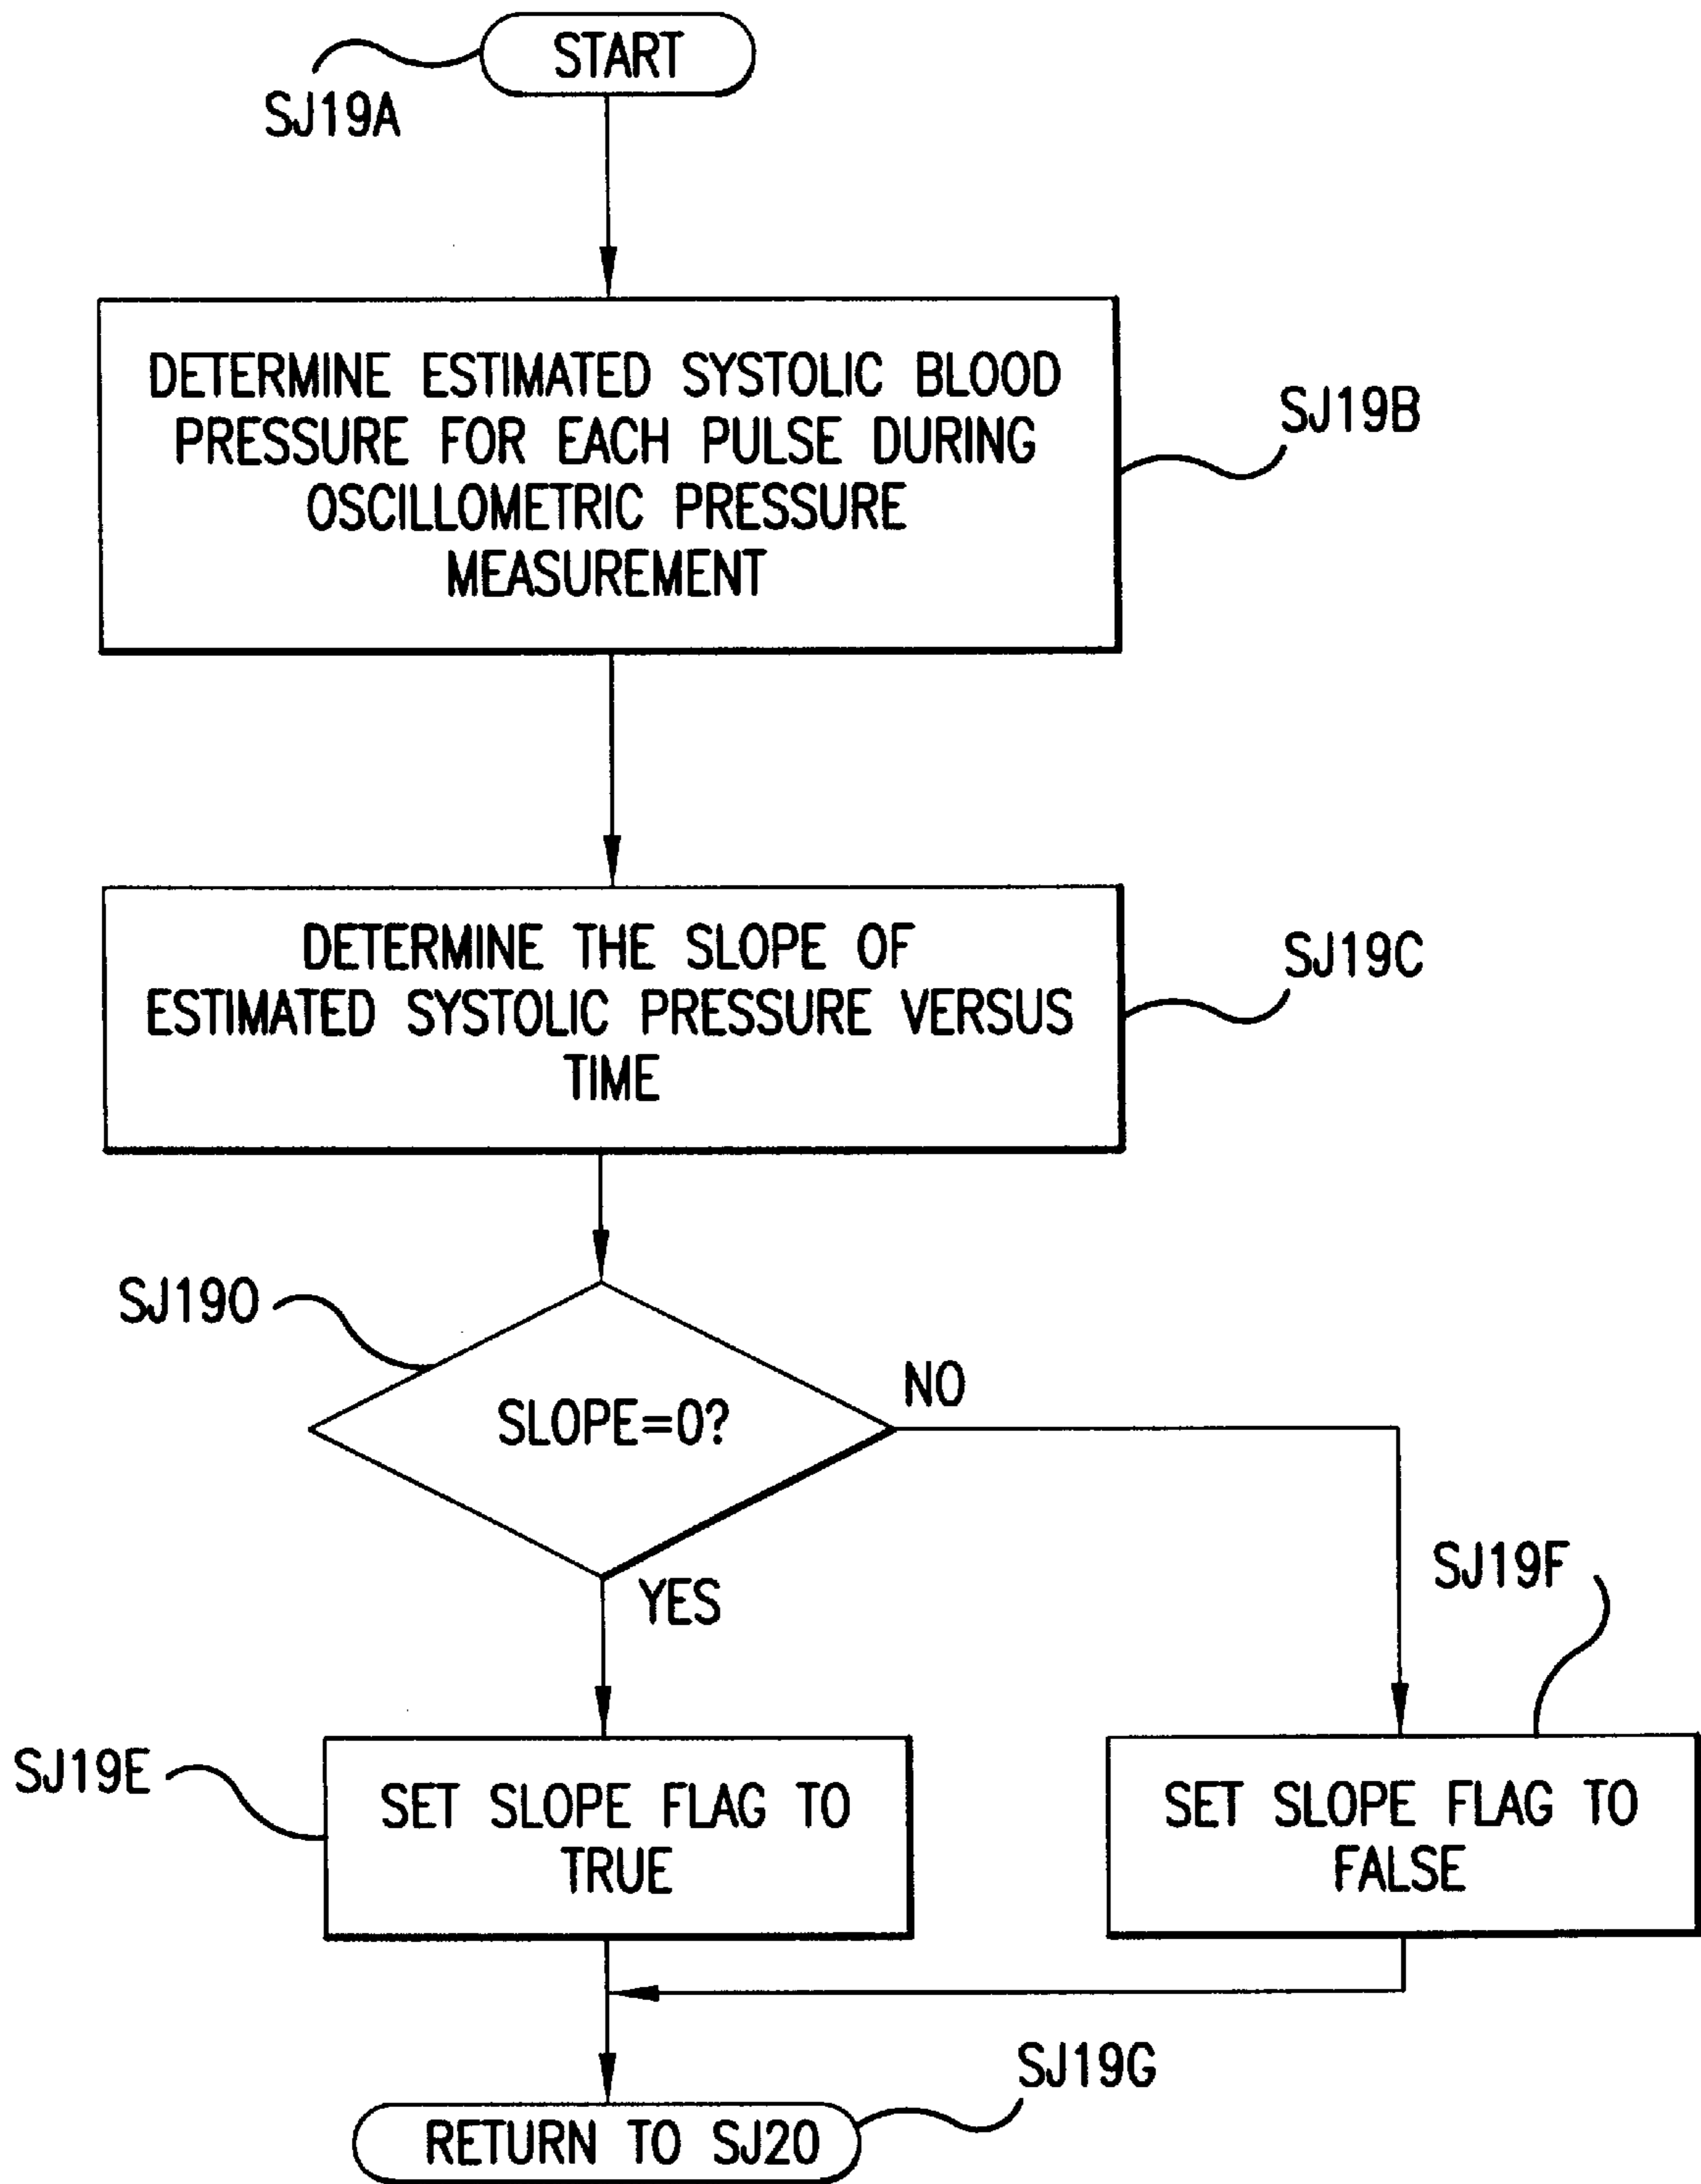 START
SJ19A
DETERMINE ESTIMATED SYSTOLIC BLOOD
PRESSURE FOR EACH PULSE DURING
OSCILLOMETRIC PRESSURE
MEASUREMENT
SJ19B
DETERMINE THE SLOPE OF
ESTIMATED SYSTOLIC PRESSURE VERSUS
TIME
SJ19C
SJ190
SLOPE=0?
NO
YES
SJ19F
SJ19E
SET SLOPE FLAG TO
TRUE
SET SLOPE FLAG TO
FALSE
SJ19G
RETURN TO SJ20